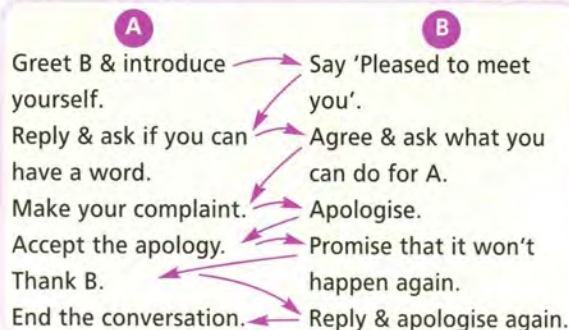 A
Greet B & introduce
yourself.
Reply & ask if you can
have a word.
Make your complaint.
Accept the apology.
Thank B.
End the conversation.
B
Say 'Pleased to meet
you'.
Agree & ask what you
can do for A.
Apologise.
Promise that it won't
happen again.
Reply & apologise again.